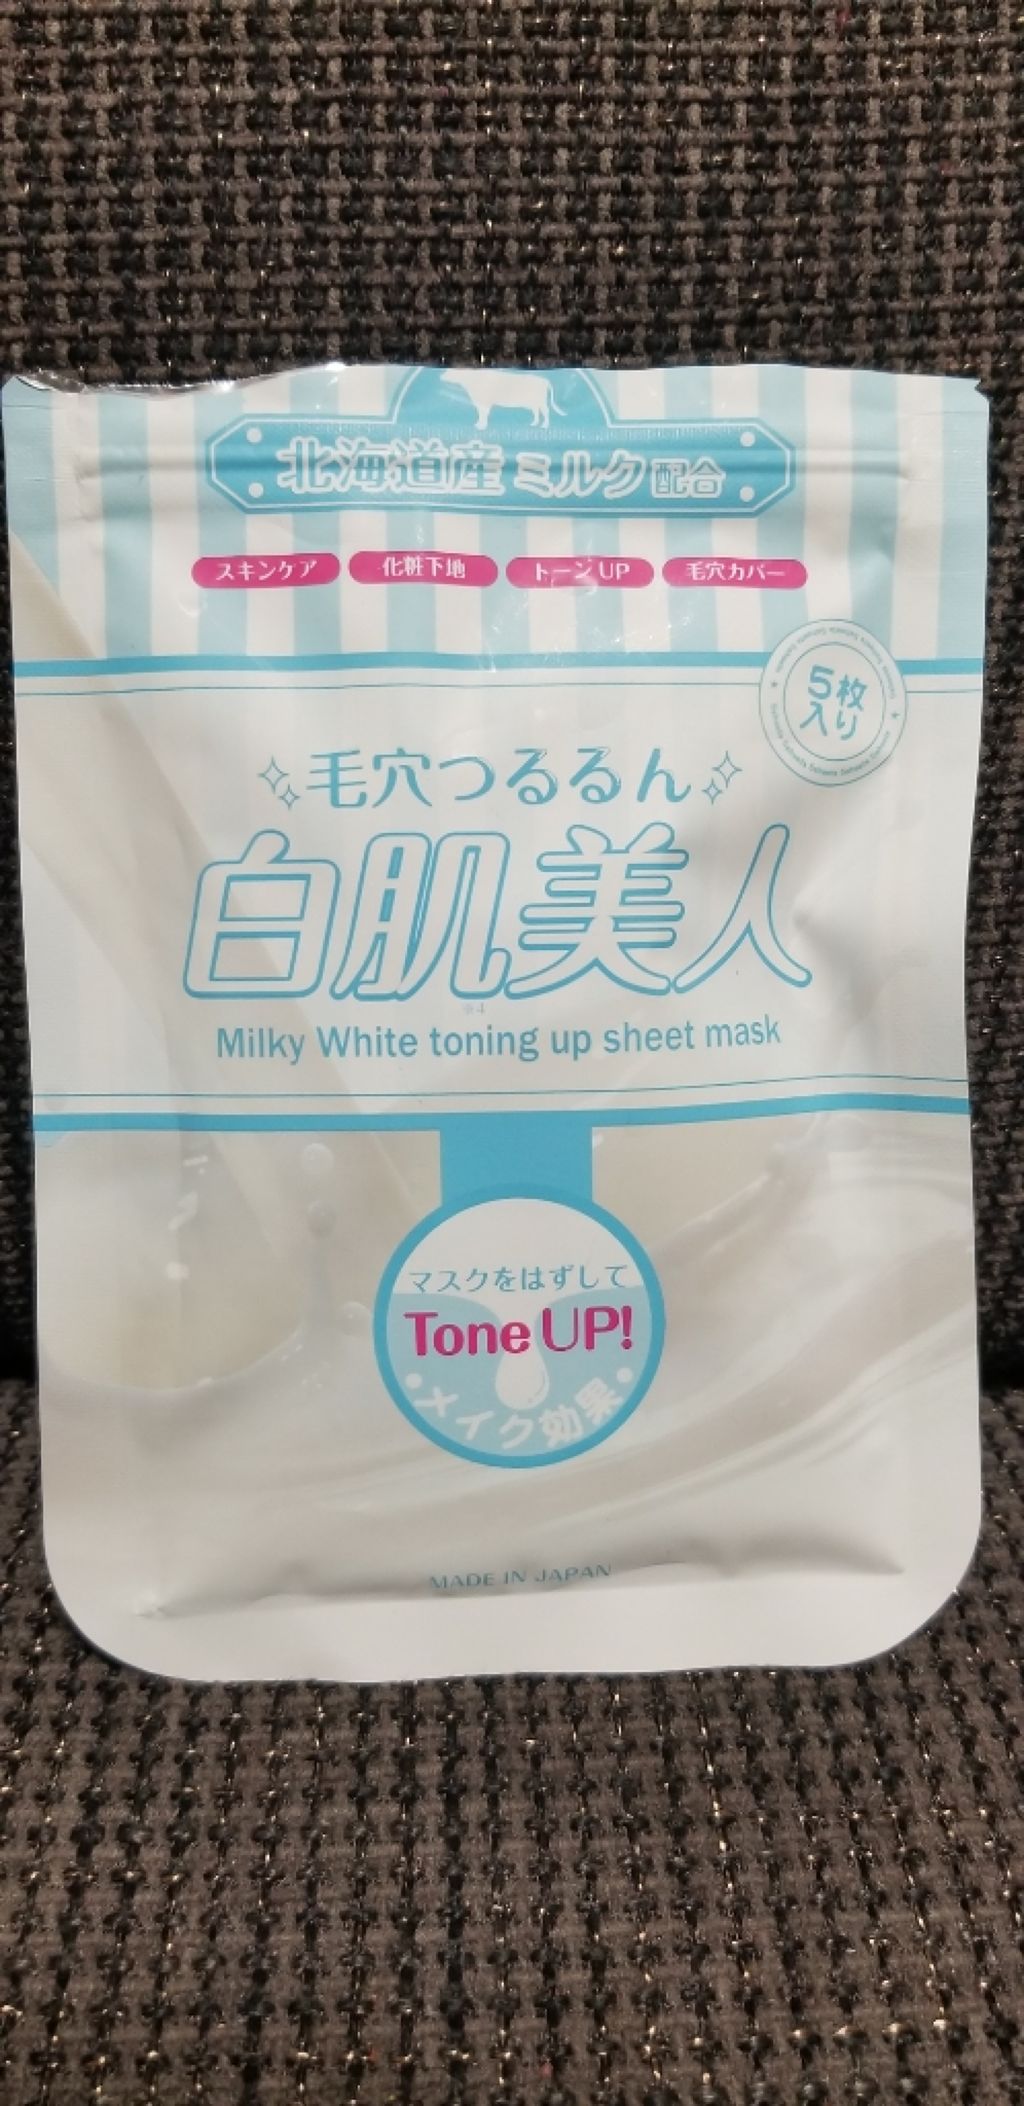 北海道産ミルク配合
スキンケア 化粧下地 トーンUP 毛穴カバー
5枚
入り
毛穴つるるん
白肌美人
Milky White toning up sheet mask
マスクをはずして
Tone UP!
・メイク効果・
MADE IN JAPAN